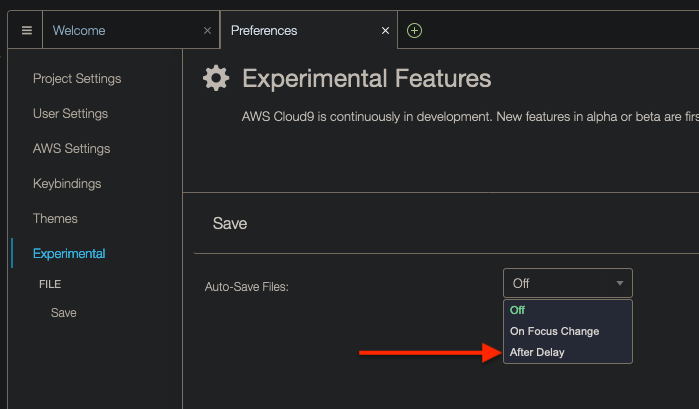 Welcome
Preferences
Project Settings
User Settings
AWS Settings
Keybindings
Themes
Experimental
FILE
Save
Experimental Features
AWS Cloud9 is continuously in development. New features in alpha or beta are firs
Save
Auto-Save Files:
Off
Off
On Focus Change
After Delay